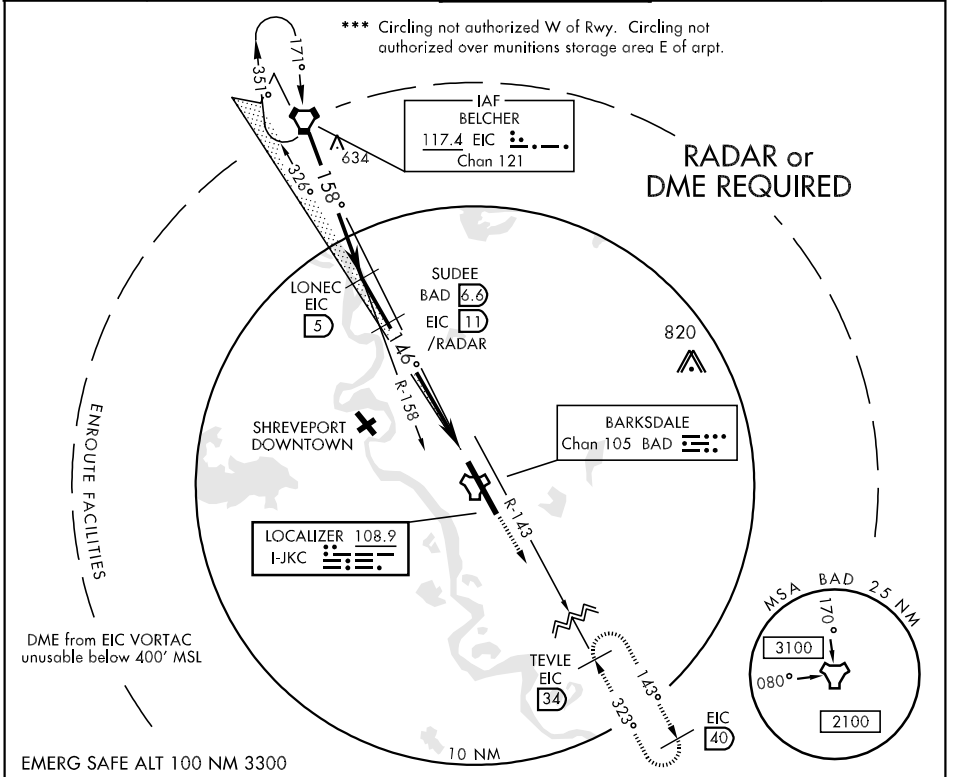 *** Circling not authorized W of Rwy. Circling not
authorized over munitions storage area E of arpt.
171°
351°
IAF
BELCHER
117.4 EIC
Chan 121
634
RADAR or
DME REQUIRED
326°
158°
LONEC
EIC
5
SUDEE
BAD 6.6
EIC 11
/RADAR
820
146°
R-158
ENROUTE FACILITIES
SHREVEPORT
DOWNTOWN
BARKSDALE
Chan 105 BAD
R-143
LOCALIZER 108.9
I-JKC
DME from EIC VORTAC
unusable below 400' MSL
TEVLE
EIC
34
143°
323°
EIC
40
MSA BAD 25 NM
170°
3100
080°
2100
10 NM
EMERG SAFE ALT 100 NM 3300